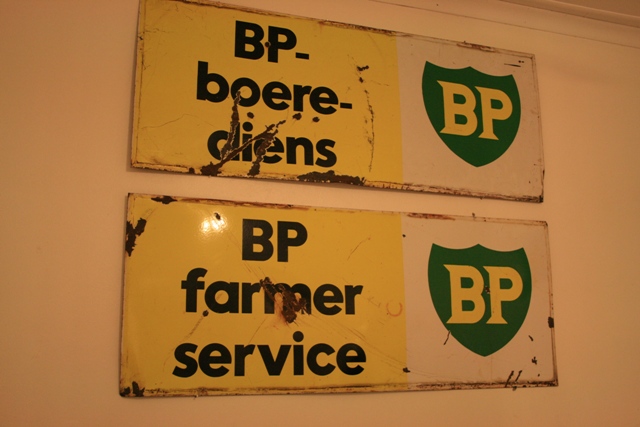 BP-
boere-
diens
BP
BP
farmer
service
BP